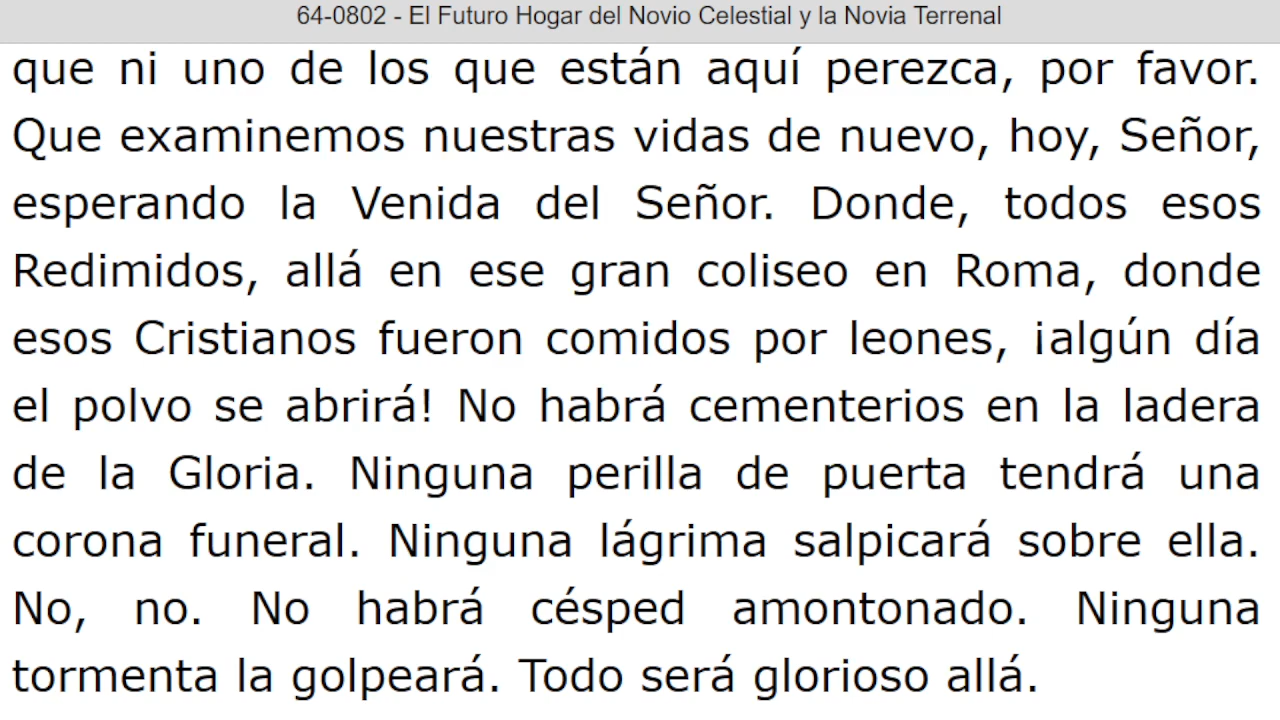 64-0802 - El Futuro Hogar del Novio Celestial y la Novia Terrenal
que ni uno de los que están aquí perezca, por favor.
Que examinemos nuestras vidas de nuevo, hoy, Señor,
esperando la Venida del Señor. Donde, todos esos
Redimidos, allá en ese gran coliseo en Roma, donde
esos Cristianos fueron comidos por leones, ¡algún día
el polvo se abrirá! No habrá cementerios en la ladera
de la Gloria. Ninguna perilla de puerta tendrá una
corona funeral. Ninguna lágrima salpicará sobre ella.
No, no. No habrá césped amontonado. Ninguna
tormenta la golpeará. Todo será glorioso allá.